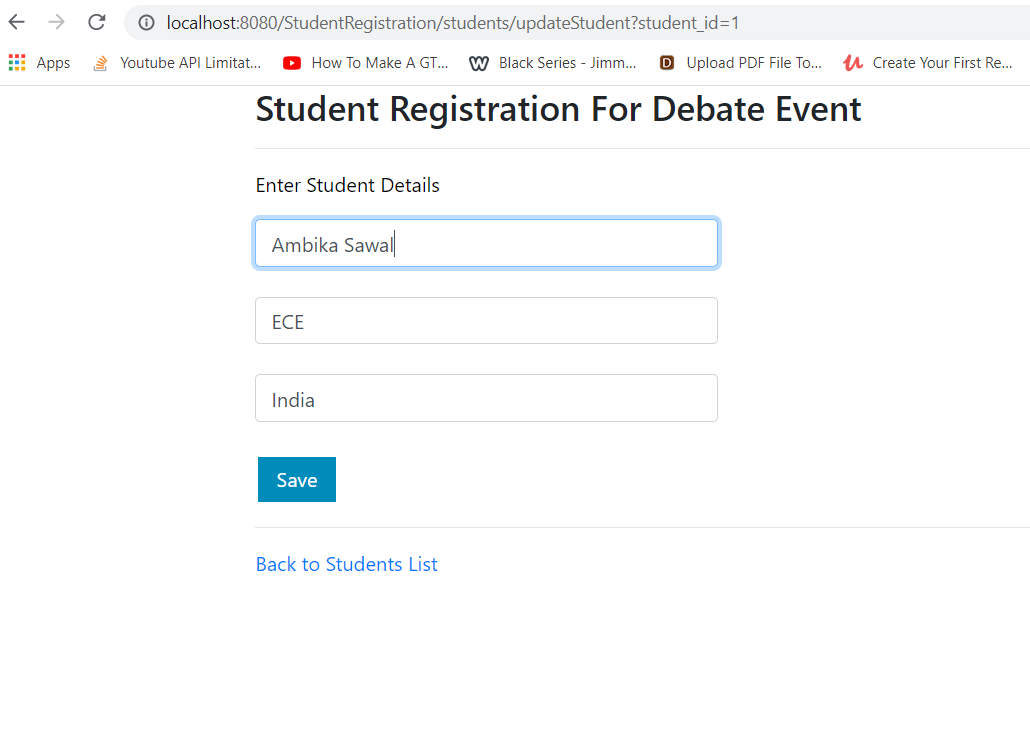 localhost:8080/StudentRegistration/students/updateStudent?student_id=1
Apps Youtube API Limitat... How To Make A GT... Black Series - Jimm... Upload PDF File To... Create Your First Re...
Student Registration For Debate Event
Enter Student Details
Ambika Sawal
ECE
India
Save
Back to Students List